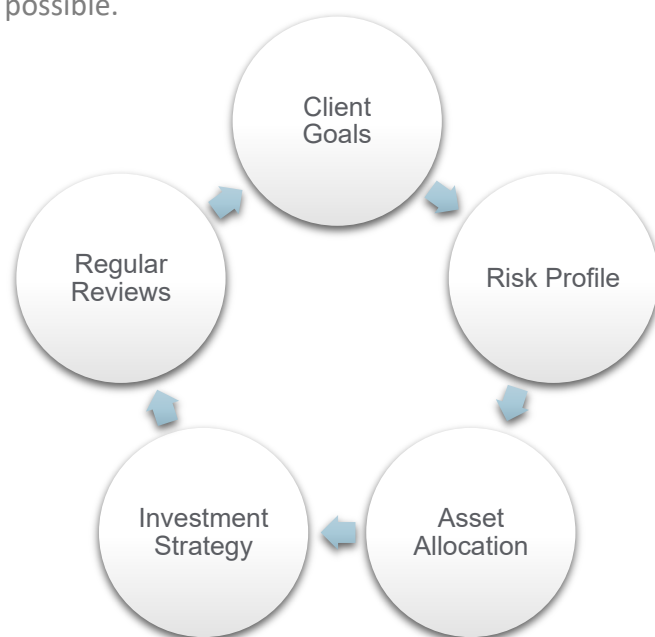 possible.
Client
Goals
Risk Profile
Asset
Allocation
Investment
Strategy
Regular
Reviews